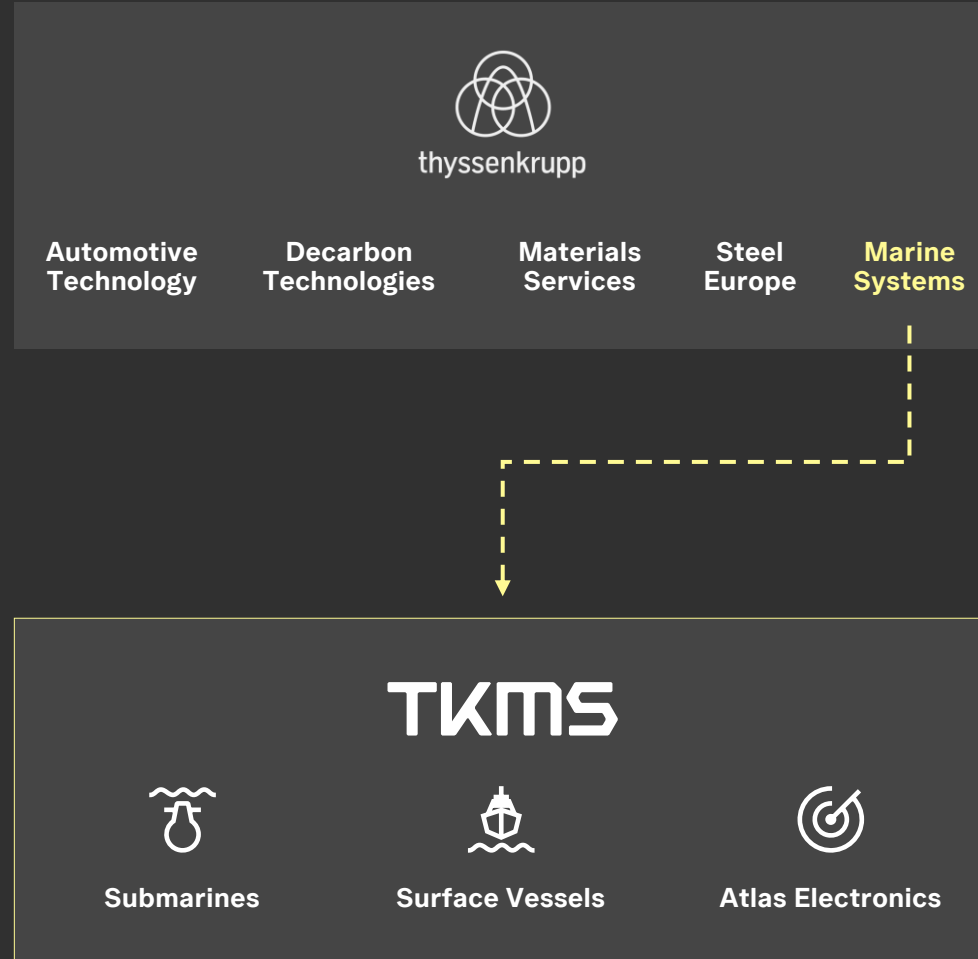 thyssenkrupp
Automotive Technology
Decarbon Technologies
Materials Services
Steel Europe
Marine Systems
TKMS
Submarines
Surface Vessels
Atlas Electronics